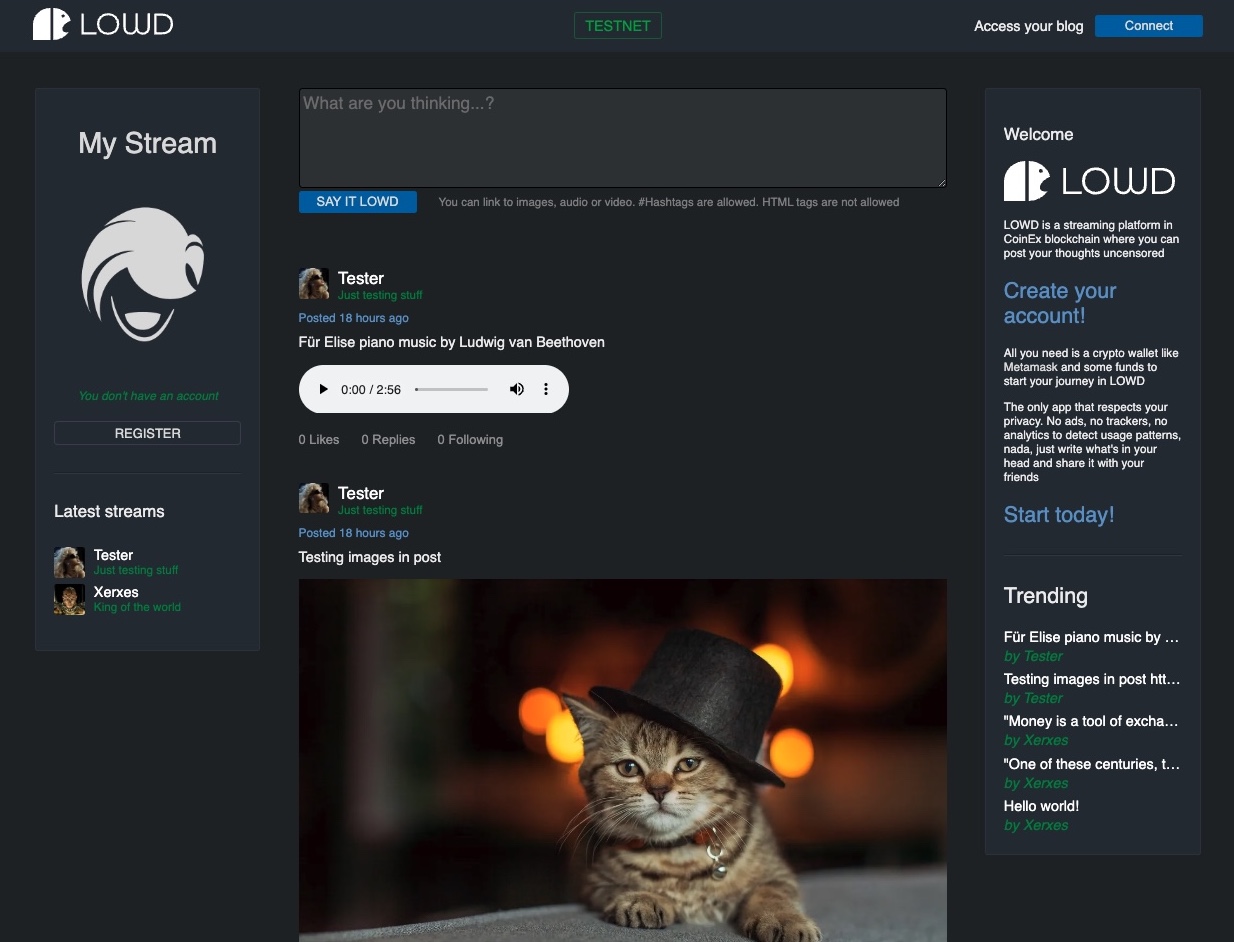 LOWD
TESTNET
Access your blog
Connect
My Stream
You don't have an account
REGISTER
Latest streams
Tester
Just testing stuff
Xerxes
King of the world
What are you thinking...?
SAY IT LOWD
You can link to images, audio or video. #Hashtags are allowed. HTML tags are not allowed
Tester
Just testing stuff
Posted 18 hours ago
Für Elise piano music by Ludwig van Beethoven
0:00 / 2:56
0 Likes 0 Replies 0 Following
Tester
Just testing stuff
Posted 18 hours ago
Testing images in post
Welcome
LOWD
LOWD is a streaming platform in
CoinEx blockchain where you can
post your thoughts uncensored
Create your
account!
All you need is a crypto wallet like
Metamask and some funds to
start your journey in LOWD
The only app that respects your
privacy. No ads, no trackers, no
analytics to detect usage patterns,
nada, just write what's in your
head and share it with your
friends
Start today!
Trending
Für Elise piano music by ...
by Tester
Testing images in post htt...
by Tester
"Money is a tool of excha...
by Xerxes
"One of these centuries, t...
by Xerxes
Hello world!
by Xerxes